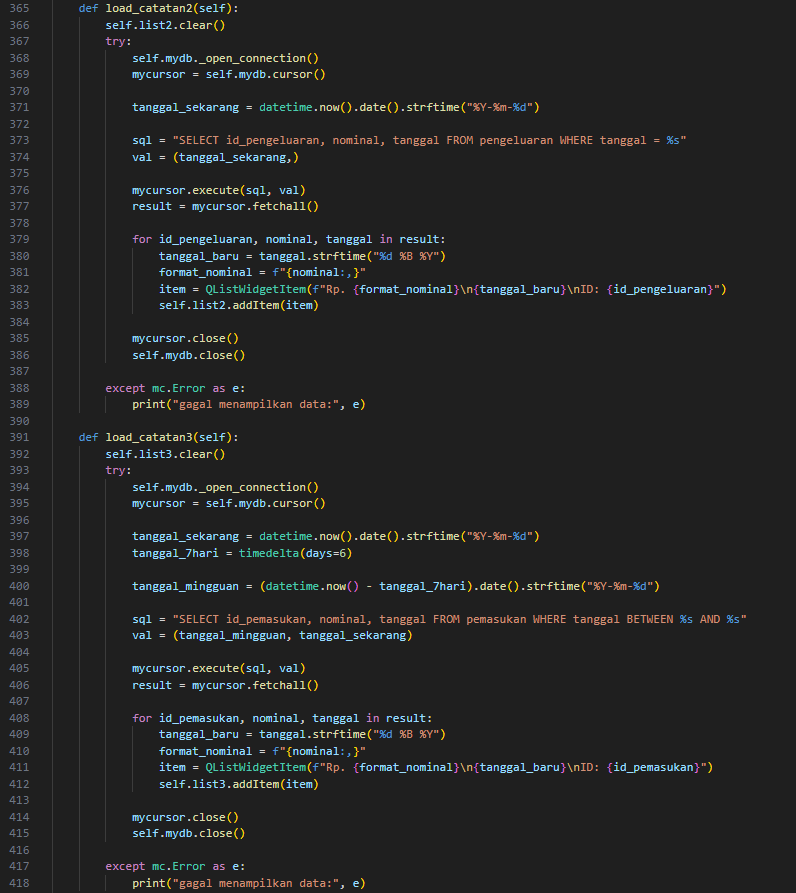 365 def load_catatan2(self):
366 self.list2.clear()
367 try:
368 self.mydb._open_connection()
369 mycursor = self.mydb.cursor()
370
371 tanggal_sekarang = datetime.now().date().strftime("%Y-%m-%d")
372
373 sql = "SELECT id_pengeluaran, nominal, tanggal FROM pengeluaran WHERE tanggal = %s"
374 val = (tanggal_sekarang,)
375
376 mycursor.execute(sql, val)
377 result = mycursor.fetchall()
378
379 for id_pengeluaran, nominal, tanggal in result:
380 tanggal_baru = tanggal.strftime("%d %B %Y")
381 format_nominal = f"{nominal:,}"
382 item = QListWidgetItem(f"Rp. {format_nominal}\n{tanggal_baru}\nID: {id_pengeluaran}")
383 self.list2.addItem(item)
384
385 mycursor.close()
386 self.mydb.close()
387
388 except mc.Error as e:
389 print("gagal menampilkan data:", e)
390
391 def load_catatan3(self):
392 self.list3.clear()
393 try:
394 self.mydb._open_connection()
395 mycursor = self.mydb.cursor()
396
397 tanggal_sekarang = datetime.now().date().strftime("%Y-%m-%d")
398 tanggal_7hari = timedelta(days=6)
399
400 tanggal_mingguan = (datetime.now() - tanggal_7hari).date().strftime("%Y-%m-%d")
401
402 sql = "SELECT id_pemasukan, nominal, tanggal FROM pemasukan WHERE tanggal BETWEEN %s AND %s"
403 val = (tanggal_mingguan, tanggal_sekarang)
404
405 mycursor.execute(sql, val)
406 result = mycursor.fetchall()
407
408 for id_pemasukan, nominal, tanggal in result:
409 tanggal_baru = tanggal.strftime("%d %B %Y")
410 format_nominal = f"{nominal:,}"
411 item = QListWidgetItem(f"Rp. {format_nominal}\n{tanggal_baru}\nID: {id_pemasukan}")
412 self.list3.addItem(item)
413
414 mycursor.close()
415 self.mydb.close()
416
417 except mc.Error as e:
418 print("gagal menampilkan data:", e)